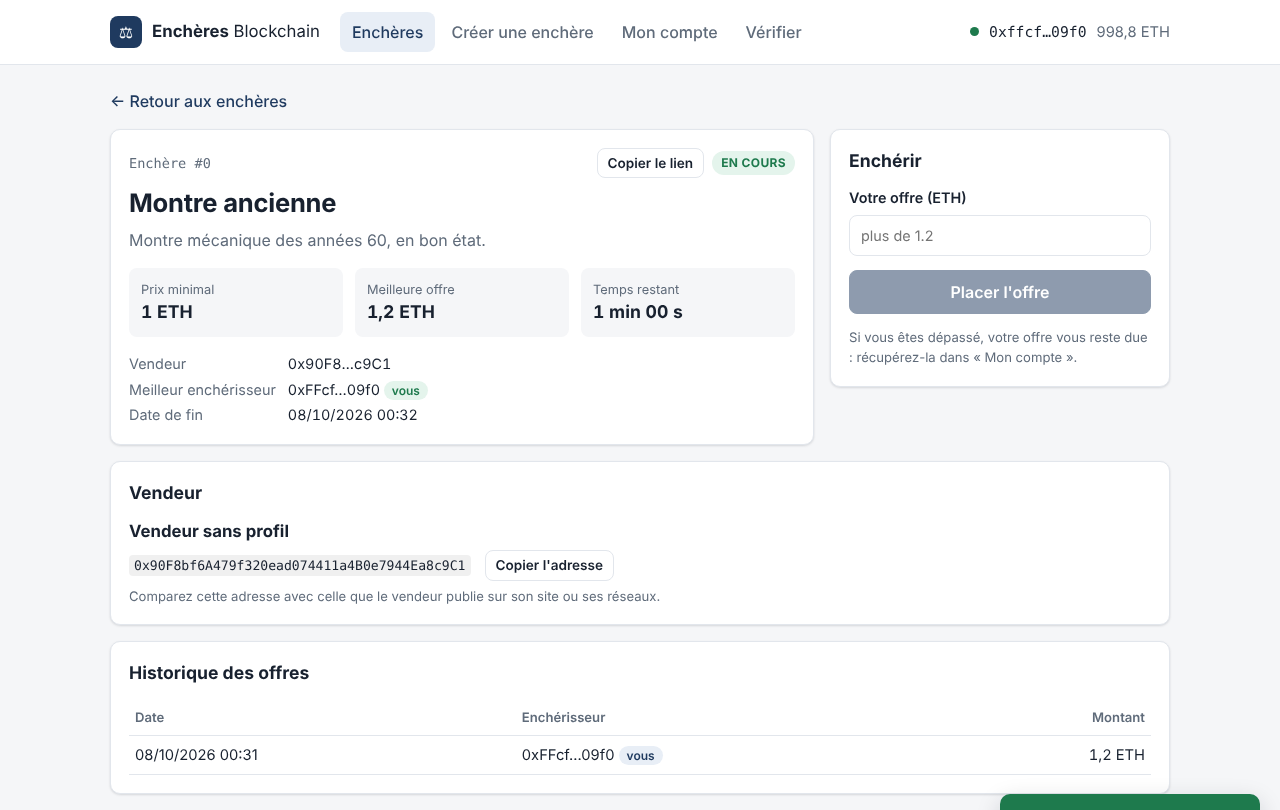 Enchères Blockchain
Enchères
Créer une enchère
Mon compte
Vérifier
0xffcf…09f0 998,8 ETH
← Retour aux enchères
Enchère #0
Copier le lien
EN COURS
Montre ancienne
Montre mécanique des années 60, en bon état.
Prix minimal
1 ETH
Meilleure offre
1,2 ETH
Temps restant
1 min 00 s
Vendeur 0x90F8…c9C1
Meilleur enchérisseur 0xFFcf…09f0 vous
Date de fin 08/10/2026 00:32
Enchérir
Votre offre (ETH)
plus de 1.2
Placer l'offre
Si vous êtes dépassé, votre offre vous reste due
: récupérez-la dans « Mon compte ».
Vendeur
Vendeur sans profil
0x90F8bf6A479f320ead074411a4B0e7944Ea8c9C1 Copier l'adresse
Comparez cette adresse avec celle que le vendeur publie sur son site ou ses réseaux.
Historique des offres
Date Enchérisseur Montant
08/10/2026 00:31 0xFFcf…09f0 vous 1,2 ETH